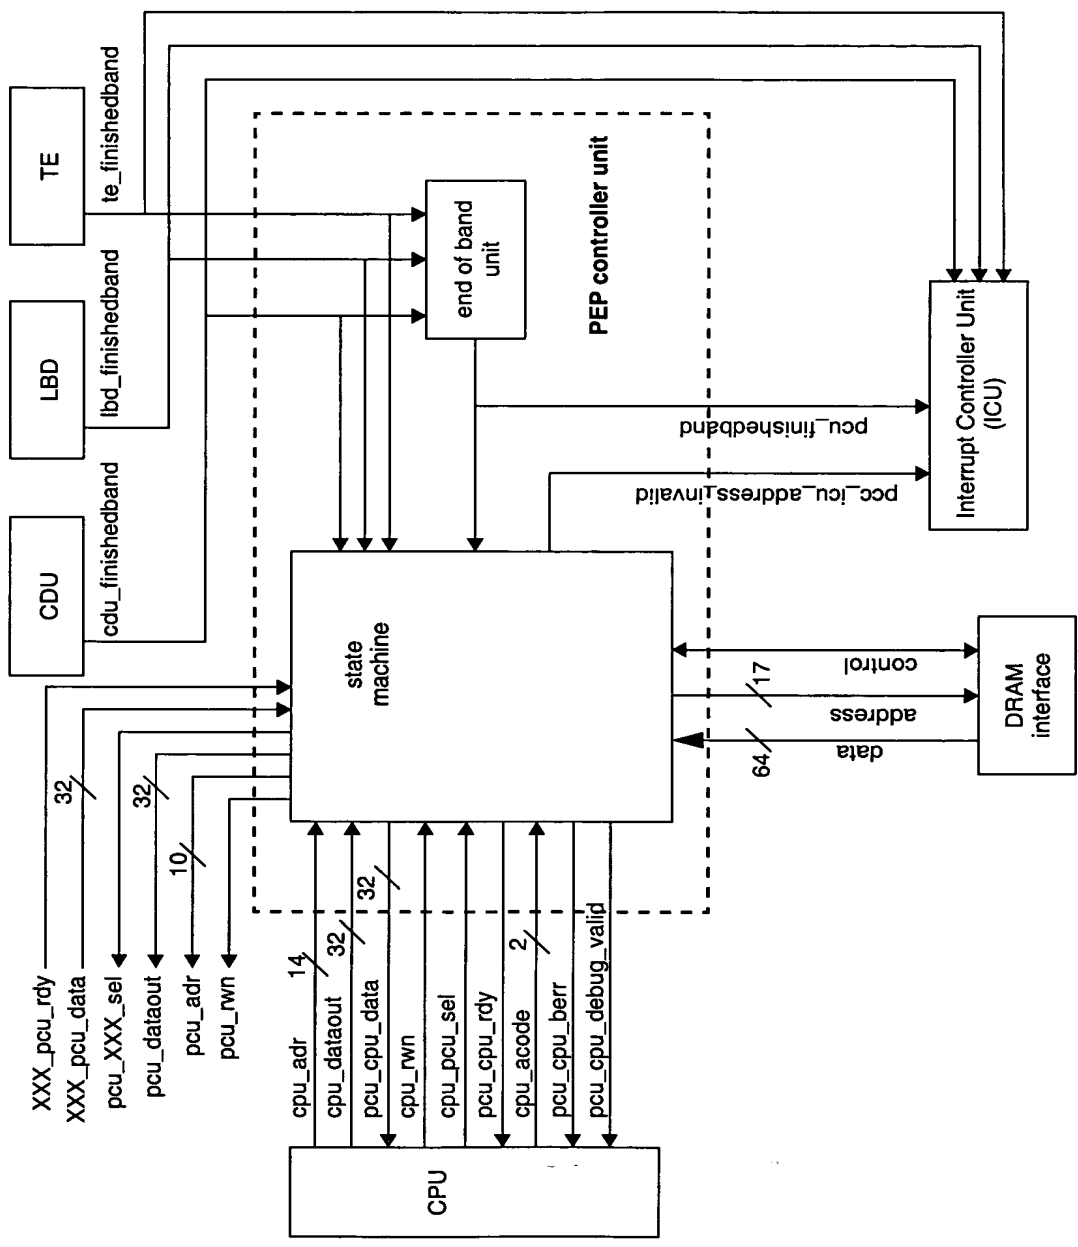 TE
te_finishedband
LBD
lbd_finishedband
CDU
cdu_finishedband
XXX_pcu_rdy
XXX_pcu_data
32
pcu_XXX_sel
pcu_dataout
32
pcu_adr
10
pcu_rwn
PEP controller unit
end of band
unit
state
machine
cpu_adr
14
cpu_dataout
32
pcu_cpu_data
32
cpu_rwn
cpu_pcu_sel
pcu_cpu_rdy
cpu_acode
2
pcu_cpu_berr
pcu_cpu_debug_valid
CPU
pcu_finishedband
pcc_icu_address_invalid
Interrupt Controller Unit
(ICU)
control
17
address
64
data
DRAM
interface